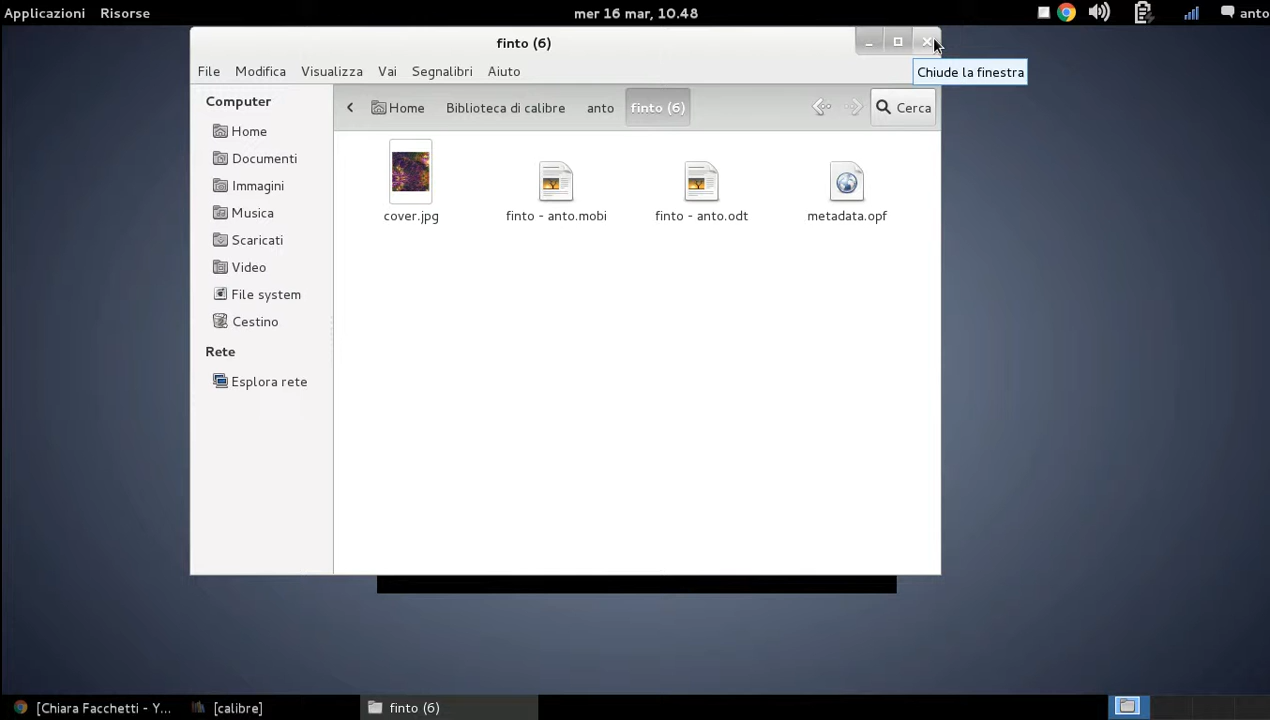 Applicazioni Risorse mer 16 mar, 10.48 anto
finto (6)
Chiude la finestra
File Modifica Visualizza Vai Segnalibri Aiuto
Computer
Home
Documenti
Immagini
Musica
Scaricati
Video
File system
Cestino
Rete
Esplora rete
Home Biblioteca di calibre anto finto (6) Cerca
cover.jpg finto - anto.mobi finto - anto.odt metadata.opf
[Chiara Facchetti - Y... [calibre] finto (6)